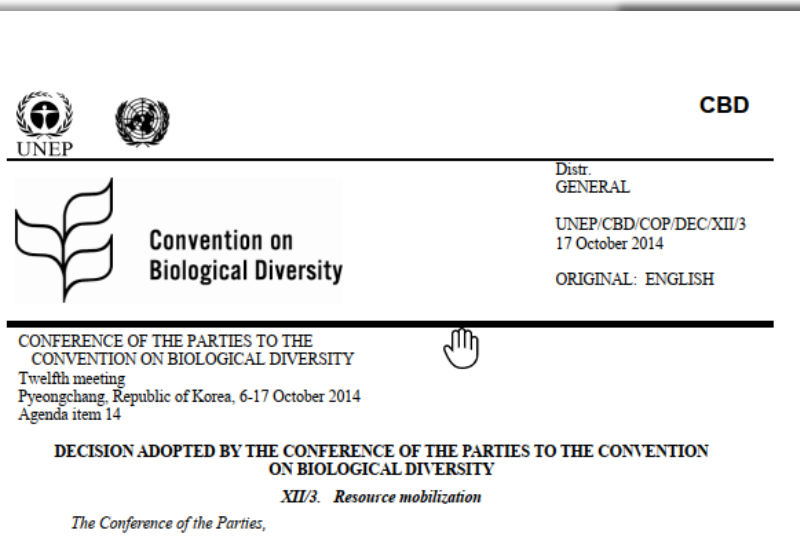 CBD
UNEP
Distr.
GENERAL
UNEP/CBD/COP/DEC/XII/3
17 October 2014
ORIGINAL: ENGLISH
Convention on
Biological Diversity
CONFERENCE OF THE PARTIES TO THE
CONVENTION ON BIOLOGICAL DIVERSITY
Twelfth meeting
Pyeongchang, Republic of Korea, 6-17 October 2014
Agenda item 14
DECISION ADOPTED BY THE CONFERENCE OF THE PARTIES TO THE CONVENTION
ON BIOLOGICAL DIVERSITY
XII/3. Resource mobilization
The Conference of the Parties,